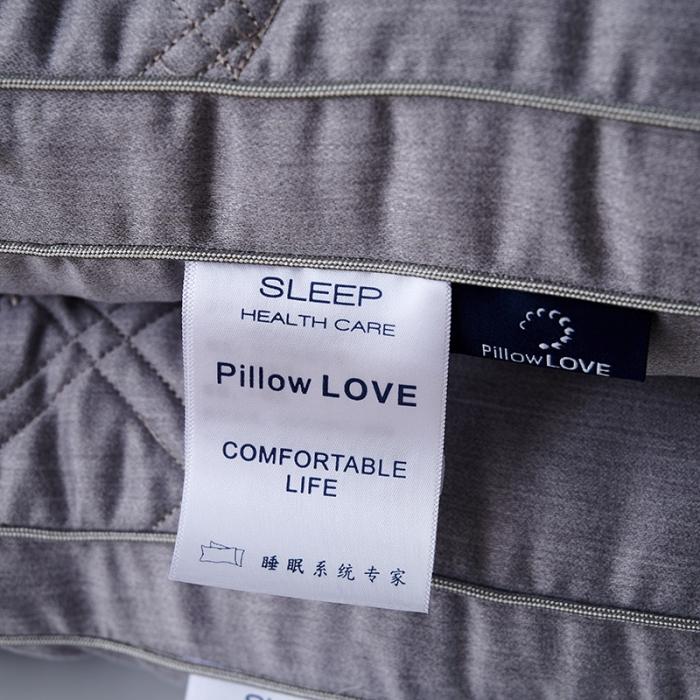 SLEEP
HEALTH CARE
Pillow LOVE
COMFORTABLE
LIFE
睡眠系统专家
PillowLOVE